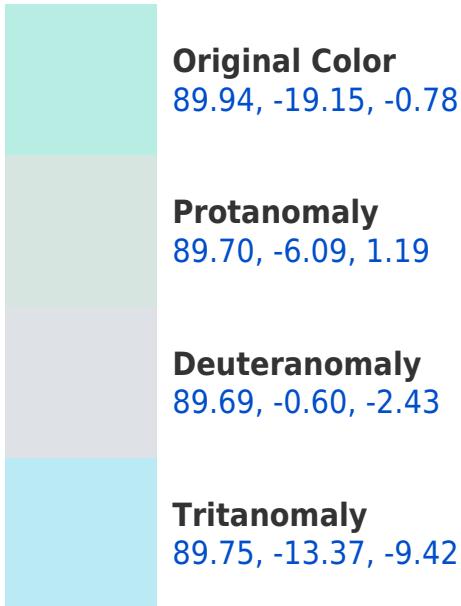 Original Color
89.94, -19.15, -0.78
Protanomaly
89.70, -6.09, 1.19
Deuteranomaly
89.69, -0.60, -2.43
Tritanomaly
89.75, -13.37, -9.42